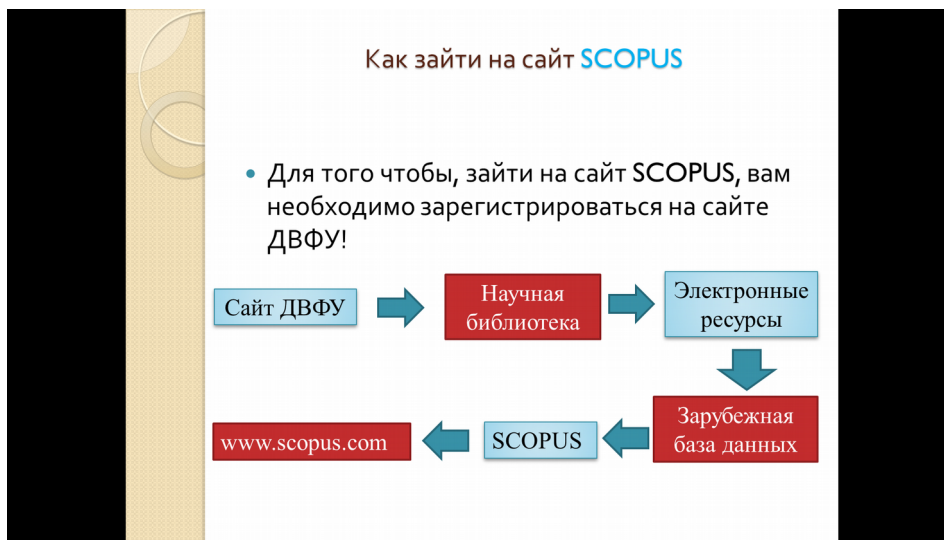 Как зайти на сайт SCOPUS
• Для того чтобы, зайти на сайт SCOPUS, вам
необходимо зарегистрироваться на сайте
ДВФУ!
Сайт ДВФУ
Научная
библиотека
Электронные
ресурсы
Зарубежная
база данных
SCOPUS
www.scopus.com